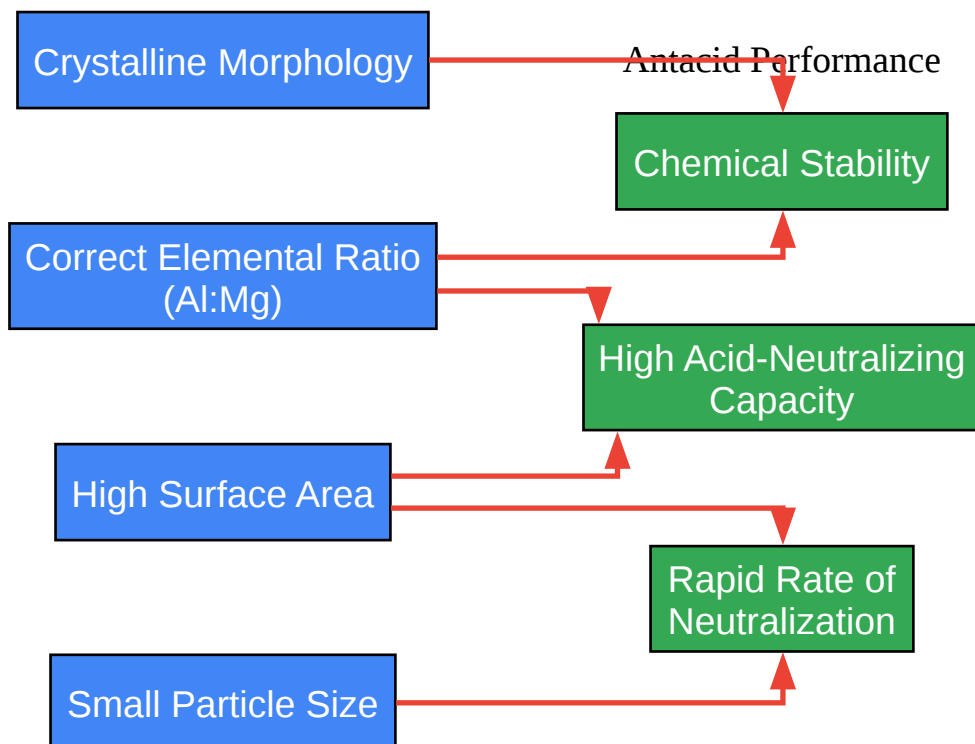 Crystalline Morphology
Antacid Performance
Chemical Stability
Correct Elemental Ratio
(Al:Mg)
High Acid-Neutralizing
Capacity
High Surface Area
Rapid Rate of
Neutralization
Small Particle Size